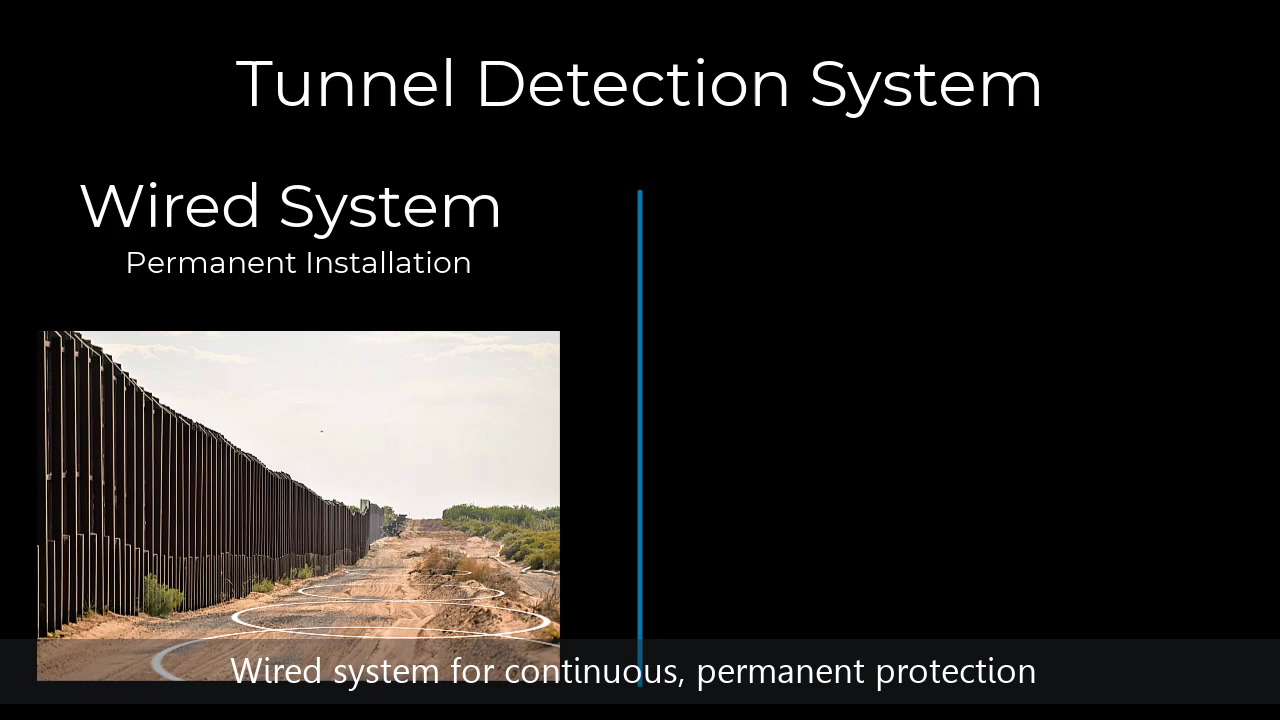 Tunnel Detection System
Wired System
Permanent Installation
Wired system for continuous, permanent protection